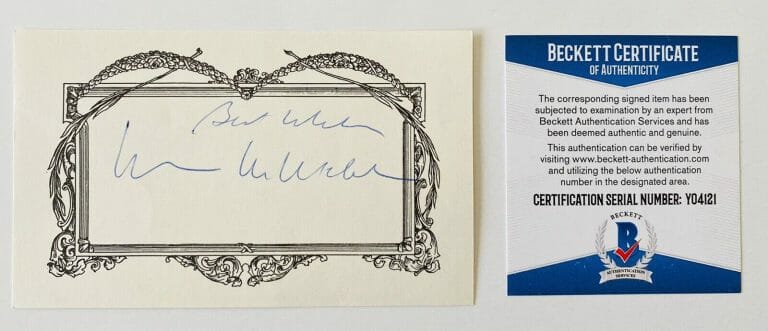 Best Wishes
BECKETT CERTIFICATE
OF AUTHENTICITY
The corresponding signed item has been
subjected to examination by an expert from
Beckett Authentication Services and has
been deemed authentic and genuine.
This authentication can be verified by
visiting www.beckett-authentication.com
and utilizing the below authentication
number in the designated area.
CERTIFICATION SERIAL NUMBER: Y04121
BECKETT
B
AUTHENTICATION
SERVICES